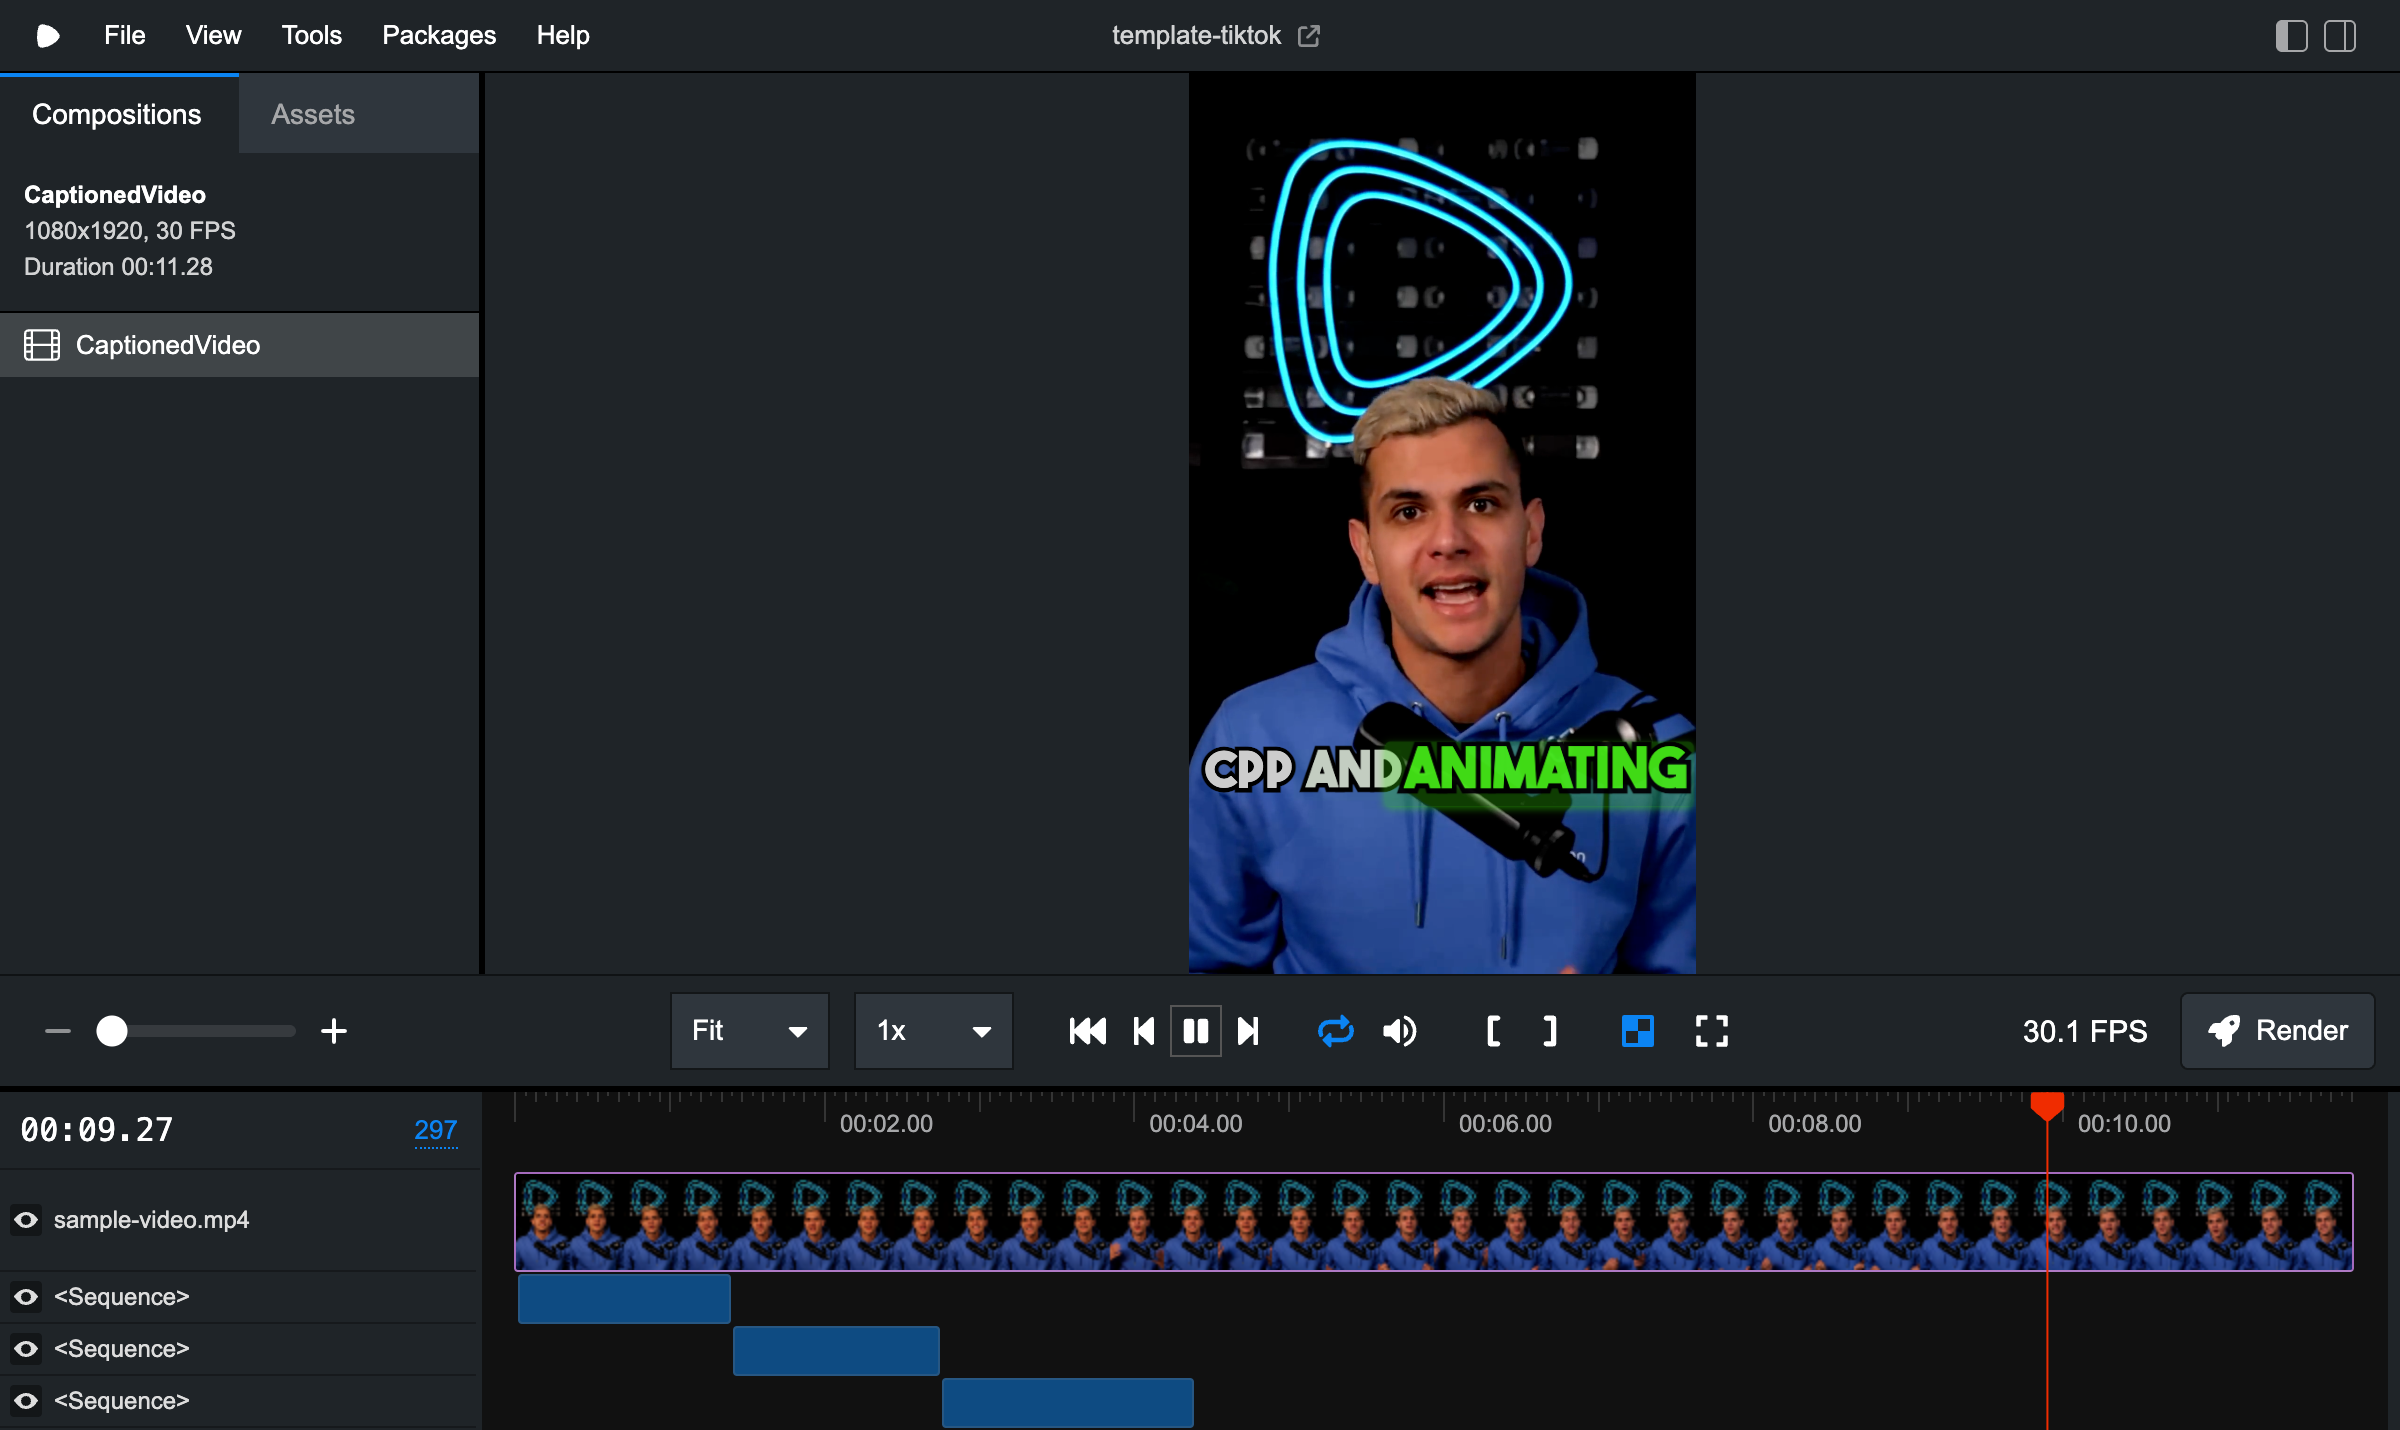 File View Tools Packages Help
template-tiktok
Compositions
Assets
CaptionedVideo
1080x1920, 30 FPS
Duration 00:11.28
CaptionedVideo
CPP AND ANIMATING
Fit
1x
30.1 FPS
Render
00:09.27
297
00:02.00
00:04.00
00:06.00
00:08.00
00:10.00
sample-video.mp4
<Sequence>
<Sequence>
<Sequence>